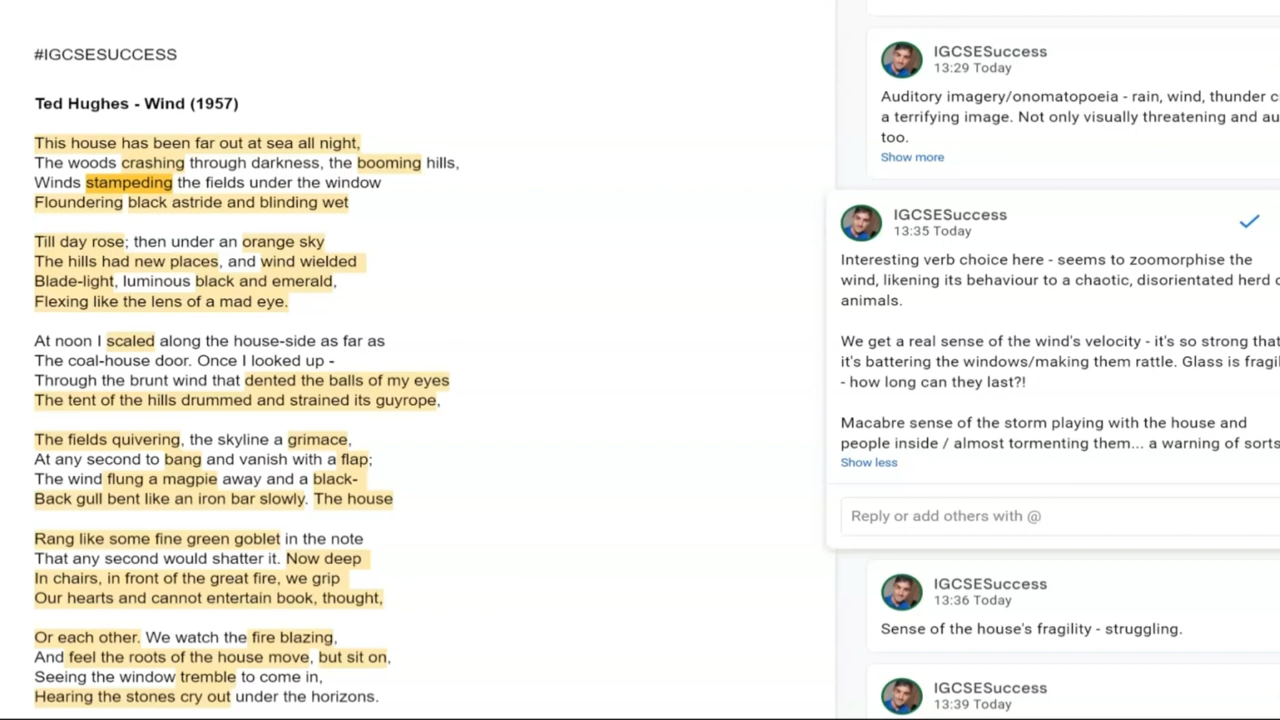 #IGCSESUCCESS
Ted Hughes - Wind (1957)
This house has been far out at sea all night,
The woods crashing through darkness, the booming hills,
Winds stampeding the fields under the window
Floundering black astride and blinding wet
Till day rose; then under an orange sky
The hills had new places, and wind wielded
Blade-light, luminous black and emerald,
Flexing like the lens of a mad eye.
At noon I scaled along the house-side as far as
The coal-house door. Once I looked up -
Through the brunt wind that dented the balls of my eyes
The tent of the hills drummed and strained its guyrope,
The fields quivering, the skyline a grimace,
At any second to bang and vanish with a flap;
The wind flung a magpie away and a black-
Back gull bent like an iron bar slowly. The house
Rang like some fine green goblet in the note
That any second would shatter it. Now deep
In chairs, in front of the great fire, we grip
Our hearts and cannot entertain book, thought,
Or each other. We watch the fire blazing,
And feel the roots of the house move, but sit on,
Seeing the window tremble to come in,
Hearing the stones cry out under the horizons.
IGCSESuccess
13:29 Today
Auditory imagery/onomatopoeia - rain, wind, thunder
a terrifying image. Not only visually threatening and
too.
Show more
IGCSESuccess
13:35 Today
Interesting verb choice here - seems to zoomorphise the
wind, likening its behaviour to a chaotic, disorientated herd
animals.
We get a real sense of the wind's velocity - it's so strong that
it's battering the windows/making them rattle. Glass is
- how long can they last?!
Macabre sense of the storm playing with the house and
people inside / almost tormenting them... a warning of sorts
Show less
Reply or add others with @
IGCSESuccess
13:36 Today
Sense of the house's fragility - struggling.
IGCSESuccess
13:39 Today